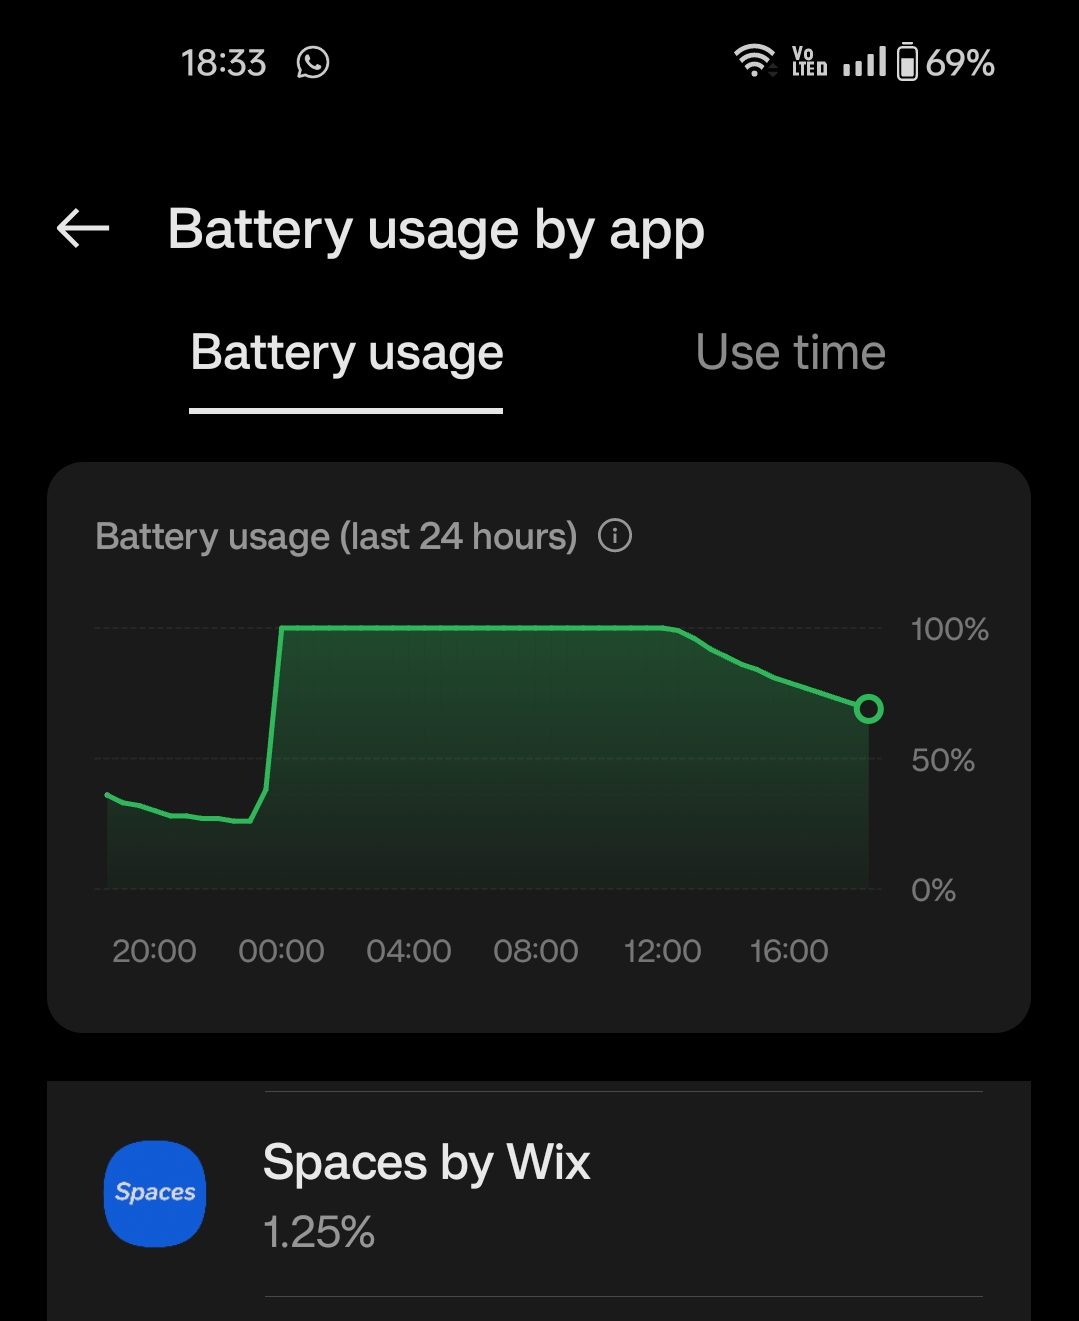 18:33 Vo LTED 69%
Battery usage by app
Battery usage Use time
Battery usage (last 24 hours)
100%
50%
0%
20:00 00:00 04:00 08:00 12:00 16:00
Spaces
Spaces by Wix
1.25%